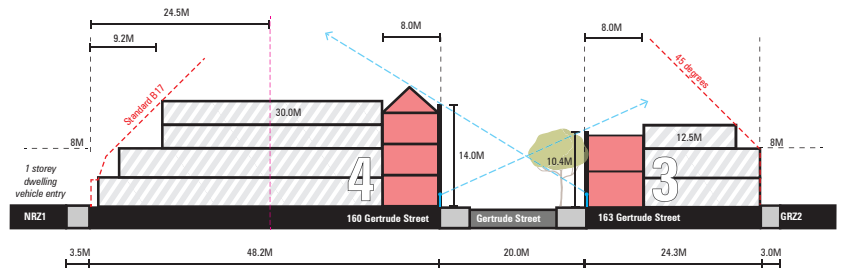 24.5M
9.2M
8.0M
8.0M
Standard B17
45 degrees
30.0M
12.5M
8M
8M
14.0M
10.4M
1 storey
dwelling
vehicle entry
4
3
NRZ1
160 Gertrude Street
Gertrude Street
163 Gertrude Street
GRZ2
3.5M
48.2M
20.0M
24.3M
3.0M